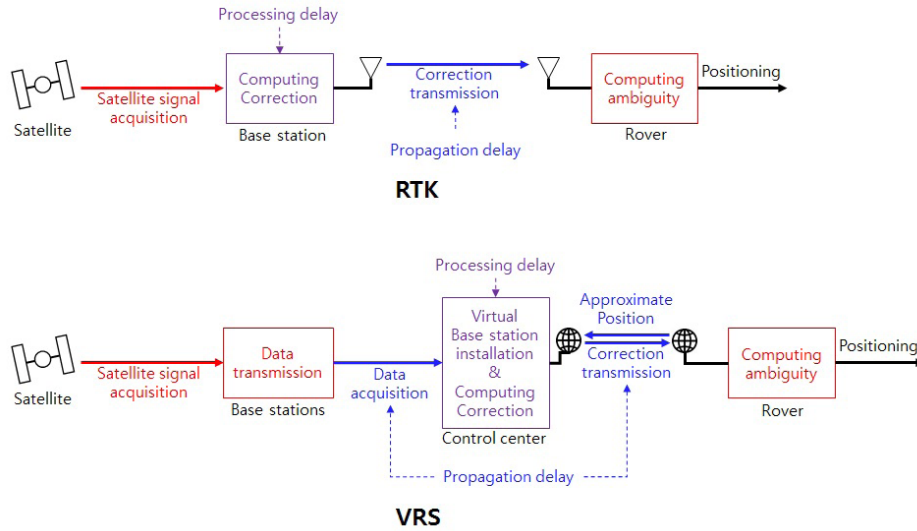 Processing delay
Computing
Correction
Correction
transmission
Computing
ambiguity
Positioning
Satellite signal
acquisition
Satellite
Base station
Rover
Propagation delay
RTK
Processing delay
Virtual
Base station
installation
&
Computing
Correction
Approximate
Position
Data
transmission
Correction
transmission
Computing
ambiguity
Positioning
Satellite signal
acquisition
Data
acquisition
Satellite
Base stations
Control center
Rover
Propagation delay
VRS